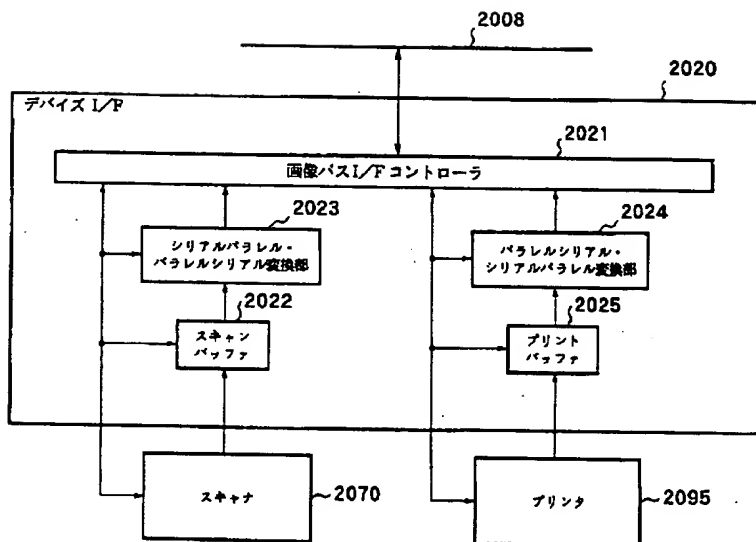 2008
2020
デバイズ I/F
2021
画像バス I/F コントローラ
2023
シリアルパラレル・
パラレルシリアル変換部
2024
パラレルシリアル・
シリアルパラレル変換部
2022
スキャン
バッファ
2025
プリント
バッファ
スキャナ
2070
プリンタ
2095